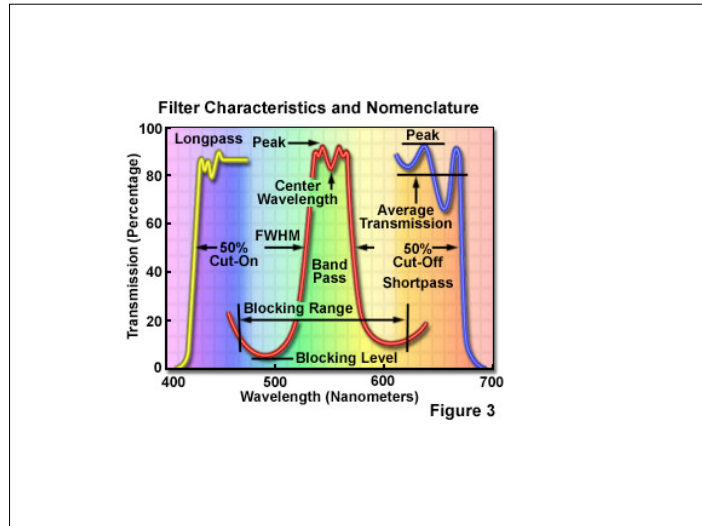 Filter Characteristics and Nomenclature
100
80
60
40
20
0
Transmission (Percentage)
Longpass
Peak
Peak
Center
Wavelength
Average
Transmission
FWHM
50%
Cut-On
50%
Cut-Off
Band
Pass
Shortpass
Blocking Range
Blocking Level
400
500
600
700
Wavelength (Nanometers)
Figure 3